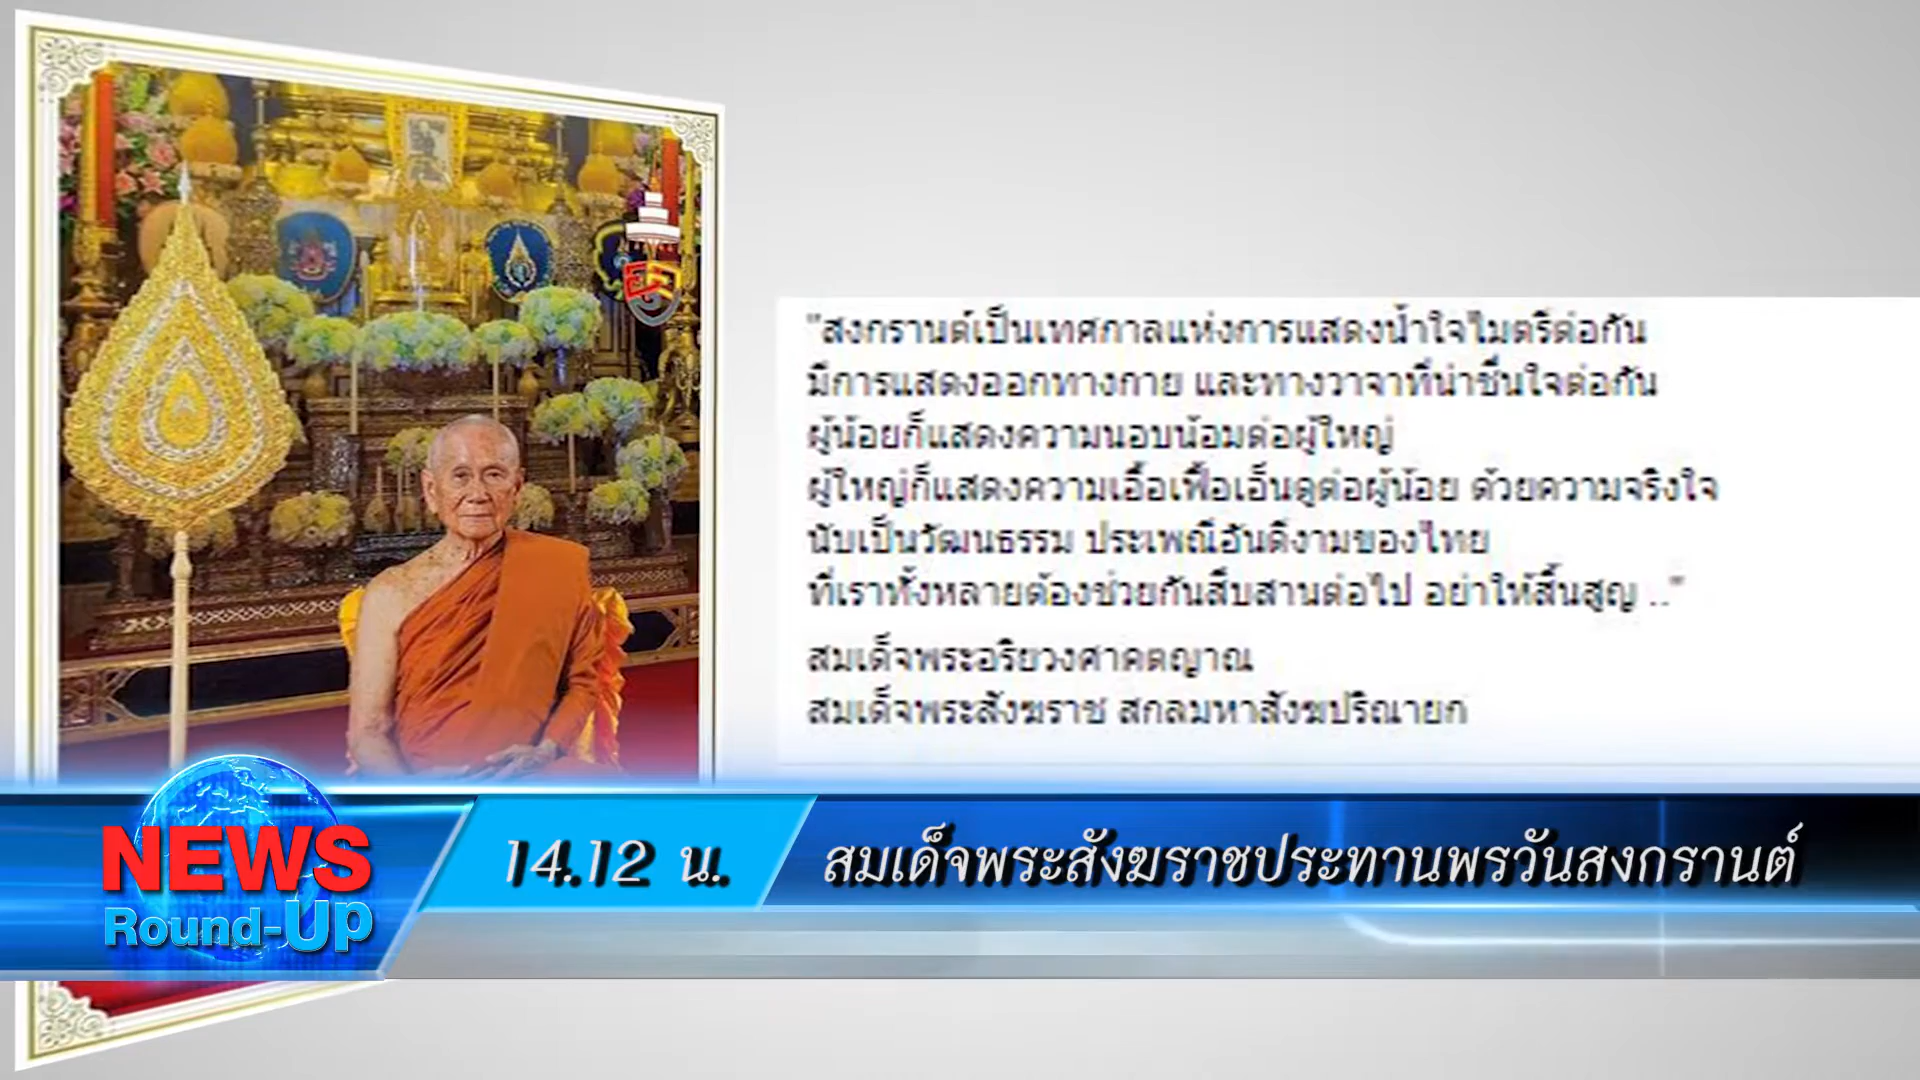 "สงกรานต์เป็นเทศกาลแห่งการแสดงน้ำใจไมตรีต่อกัน
มีการแสดงออกทางกาย และทางวาจาที่น่าชื่นใจต่อกัน
ผู้น้อยก็แสดงความนอบน้อมต่อผู้ใหญ่
ผู้ใหญ่ก็แสดงความเอื้อเฟื้อเอ็นดูต่อผู้น้อย ด้วยความจริงใจ
นับเป็นวัฒนธรรม ประเพณีอันดีงามของไทย
ที่เราทั้งหลายต้องช่วยกันสืบสานต่อไป อย่าให้สิ้นสูญ .."
สมเด็จพระอริยวงศาคตญาณ
สมเด็จพระสังฆราช สกลมหาสังฆปริณายก
NEWS
Round-Up
14.12 น.
สมเด็จพระสังฆราชประทานพรวันสงกรานต์